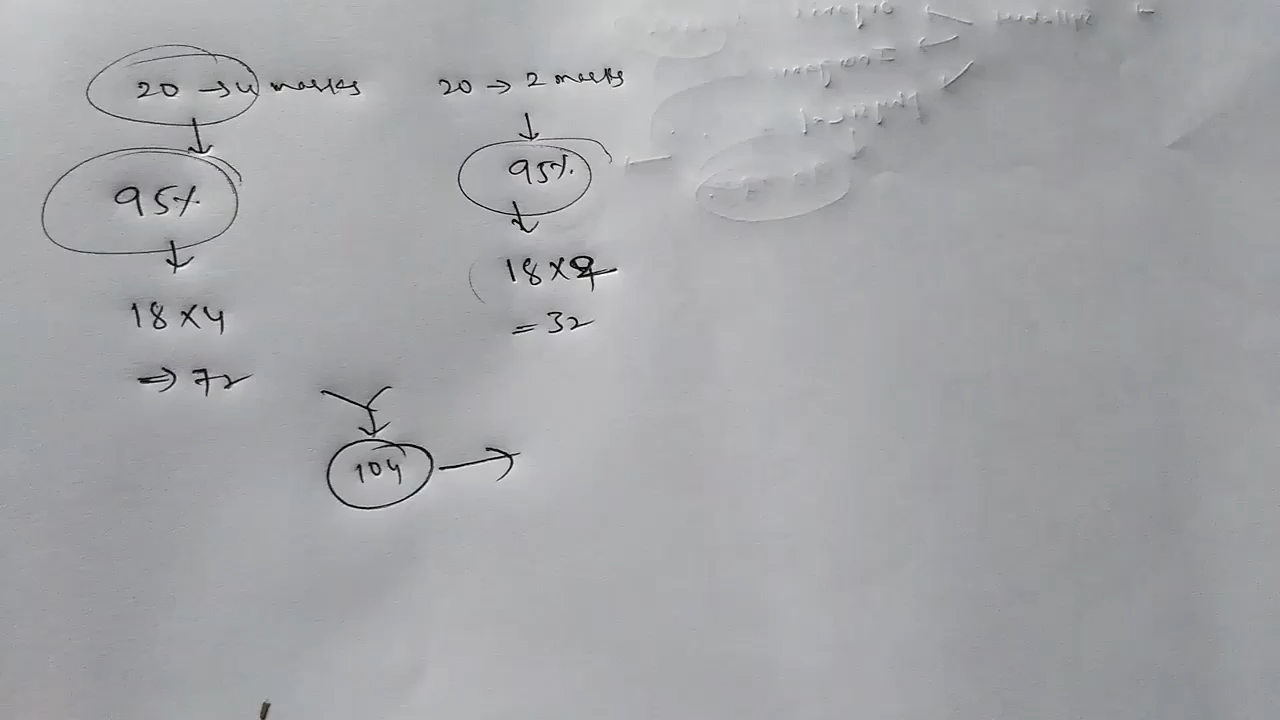 20 → 4 marks
95%
18 × 4
⇒ 72
20 → 2 marks
95%
18 × 2
= 32
104 →